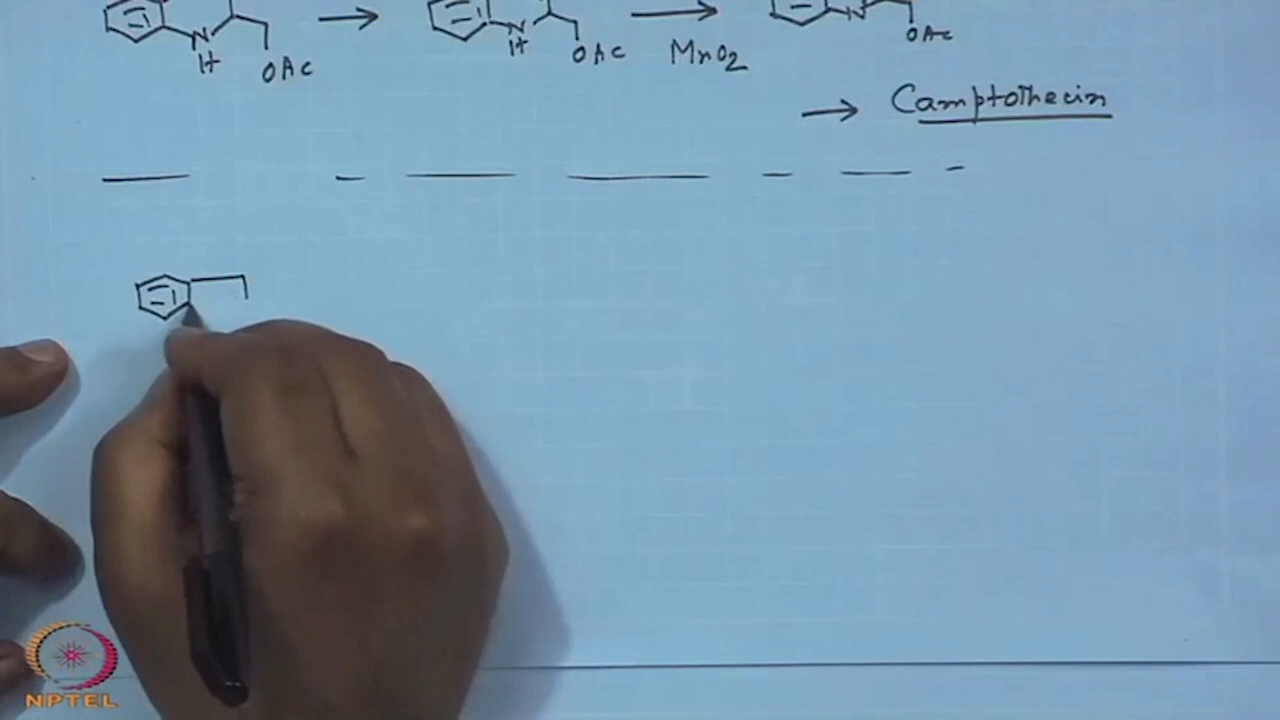 N H OAc → N H OAc → MnO2 N OAc
→ Camptothecin
NPTEL